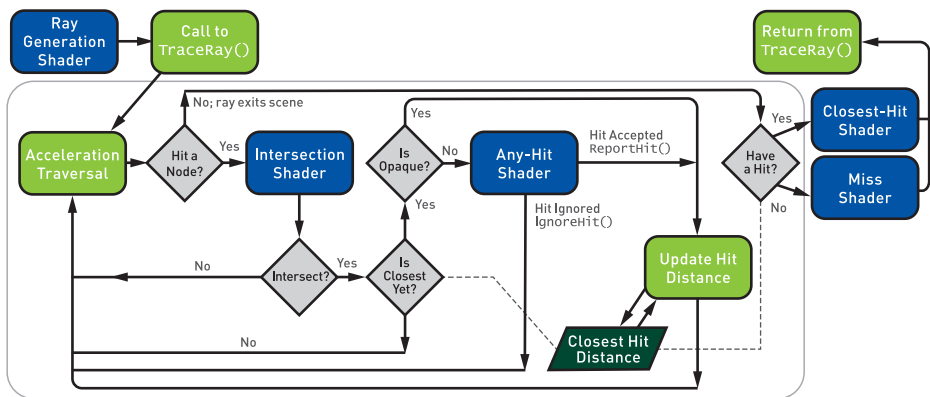 Ray
Generation
Shader
Call to
TraceRay()
Return from
TraceRay()
No; ray exits scene
Acceleration
Traversal
Hit a
Node?
Yes
Intersection
Shader
Yes
Is
Opaque?
No
Any-Hit
Shader
Hit Accepted
ReportHit()
Have
a Hit?
Yes
Closest-Hit
Shader
No
Miss
Shader
Yes
Hit Ignored
IgnoreHit()
No
Intersect?
Yes
Is
Closest
Yet?
Update Hit
Distance
No
Closest Hit
Distance